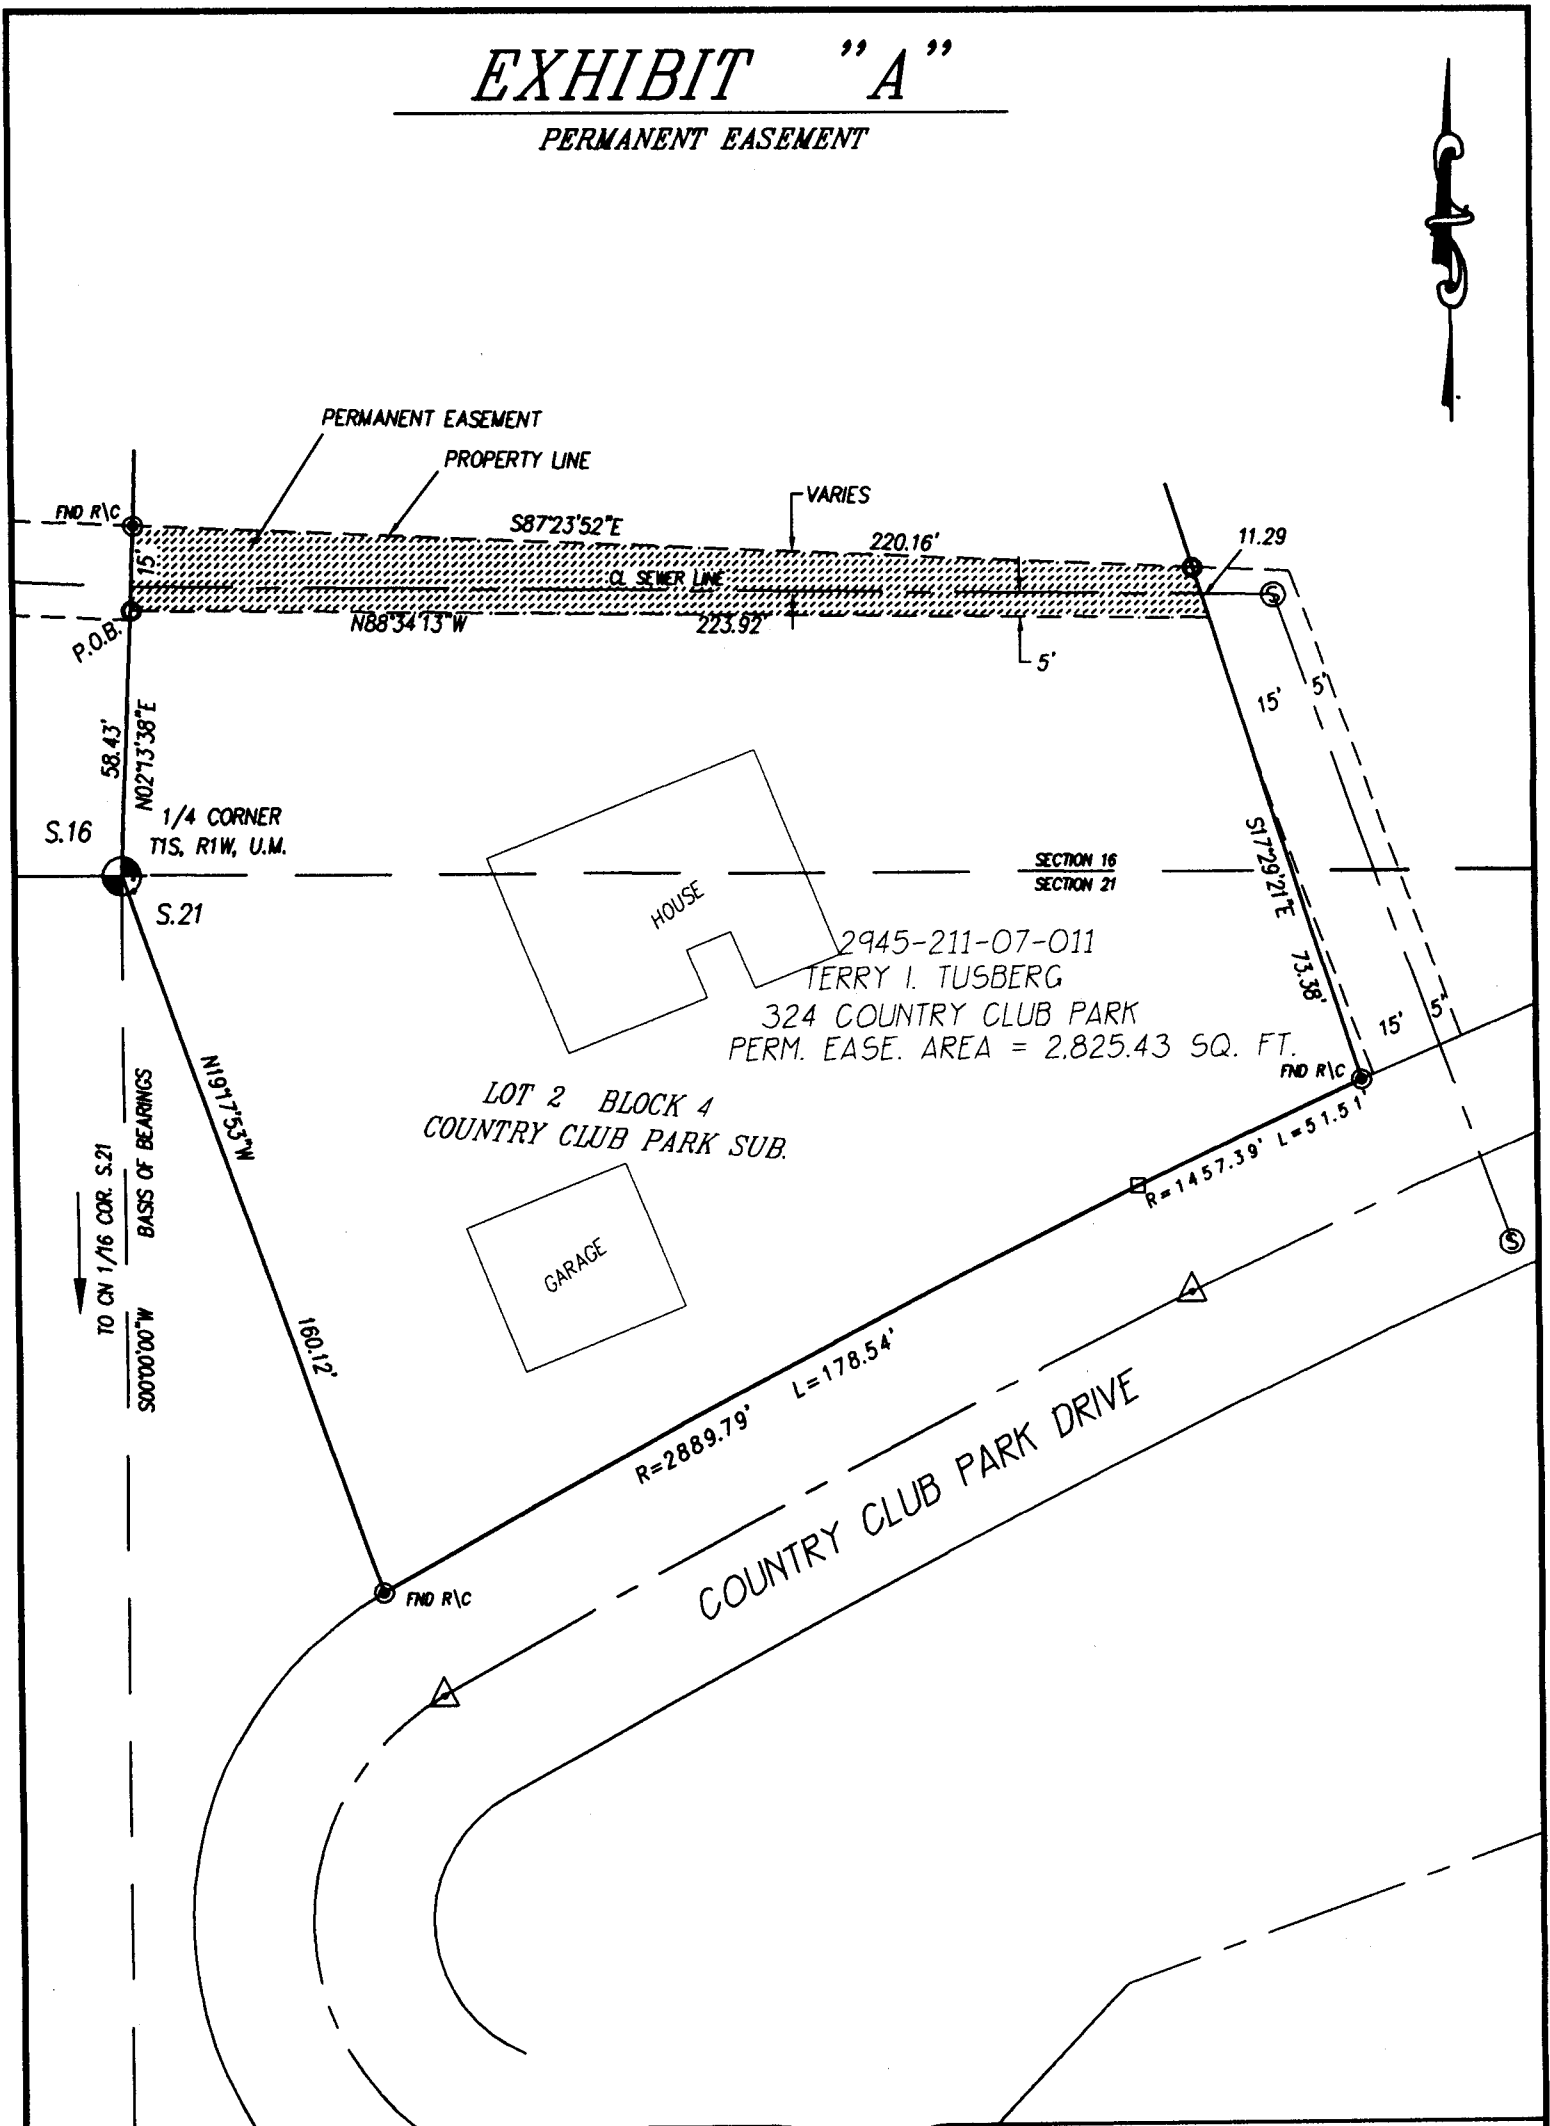 EXHIBIT "A"
PERMANENT EASEMENT
PERMANENT EASEMENT
PROPERTY LINE
VARIES
FND R\C
S87°23'52"E
220.16'
11.29
15'
CL SEWER LINE
S
P.O.B.
N88°34'13"W
223.92'
5'
15'
5'
58.43'
N02°13'38"E
1/4 CORNER
T1S, R1W, U.M.
S.16
S.21
SECTION 16
SECTION 21
HOUSE
S17°29'21"E
73.38'
2945-211-07-011
TERRY I. TUSBERG
324 COUNTRY CLUB PARK
PERM. EASE. AREA = 2,825.43 SQ. FT.
15'
5'
FND R\C
LOT 2 BLOCK 4
COUNTRY CLUB PARK SUB.
N19°17'53"W
160.12'
TO CN 1/16 COR. S.21
S00°00'00"W BASIS OF BEARINGS
GARAGE
R=1457.39' L=51.51'
S
R=2889.79' L=178.54'
COUNTRY CLUB PARK DRIVE
FND R\C